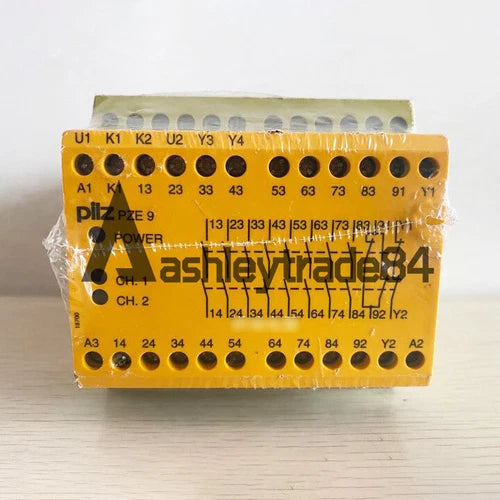 U1 K1 K2 U2 Y3 Y4
A1 K1 13 23 33 43 53 63 73 83 91 Y1
pilz PZE 9
POWER
13 23 33 43 53 63 73 83
ashleytrade84
CH. 1
CH. 2
18700
14 24 34 44 54 64 74 84 92 Y2
A3 14 24 34 44 54 64 74 84 92 Y2 A2